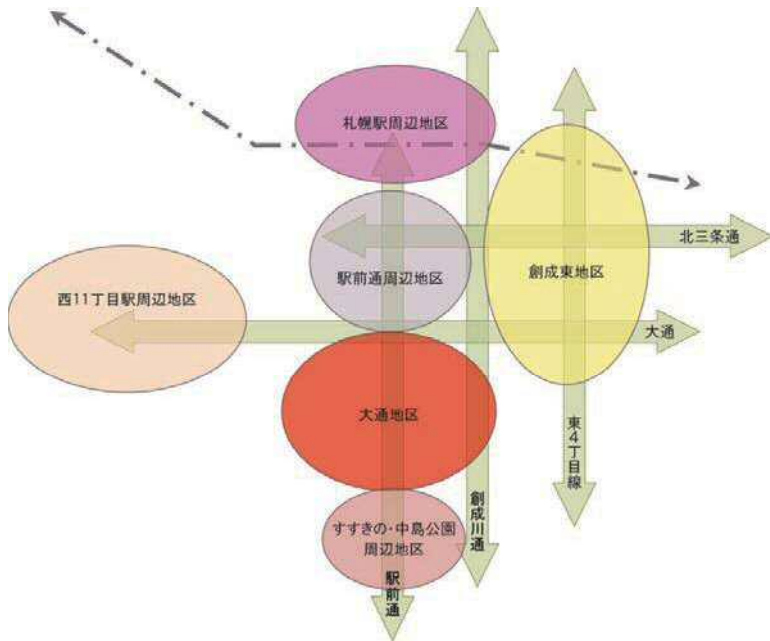 札幌駅周辺地区
北三条通
駅前通周辺地区
創成東地区
西11丁目駅周辺地区
大通
大通地区
東4丁目線
創成川通
すすきの・中島公園
周辺地区
駅前通